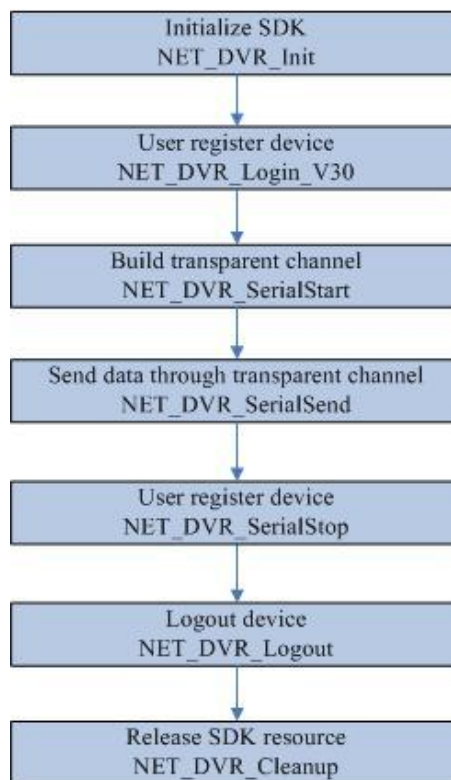 Initialize SDK
NET_DVR_Init
User register device
NET_DVR_Login_V30
Build transparent channel
NET_DVR_SerialStart
Send data through transparent channel
NET_DVR_SerialSend
User register device
NET_DVR_SerialStop
Logout device
NET_DVR_Logout
Release SDK resource
NET_DVR_Cleanup